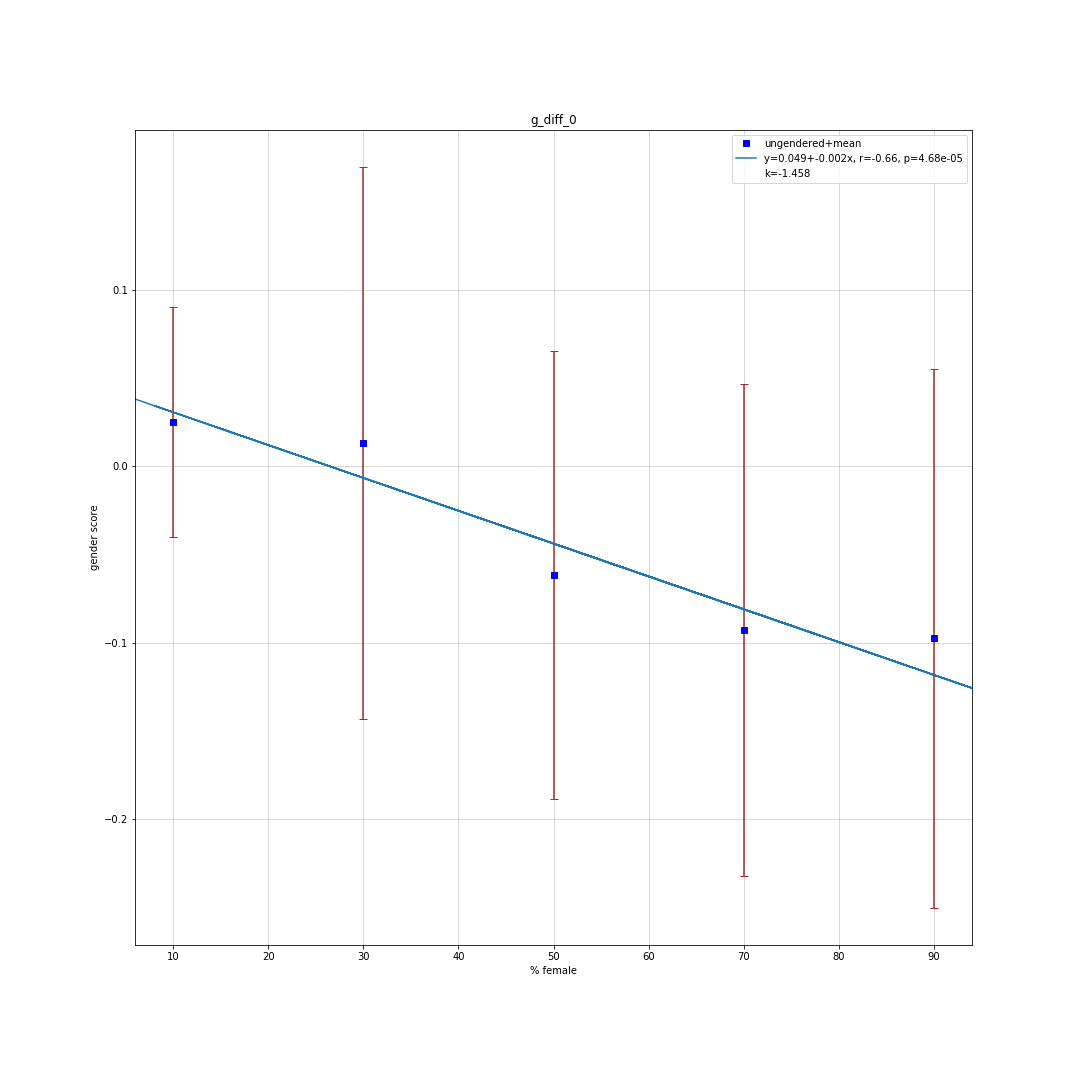 g_diff_0
ungendered+mean
y=0.049+-0.002x, r=-0.66, p=4.68e-05
k=-1.458
0.1
0.0
−0.1
−0.2
gender score
10 20 30 40 50 60 70 80 90
% female